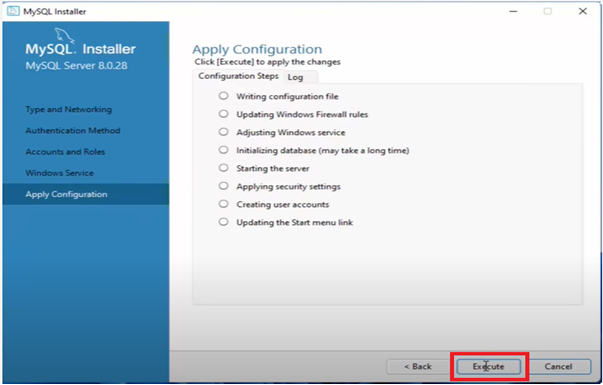 MySQL Installer
MySQL. Installer
MySQL Server 8.0.28
Type and Networking
Authentication Method
Accounts and Roles
Windows Service
Apply Configuration
Apply Configuration
Click [Execute] to apply the changes
Configuration Steps Log
Writing configuration file
Updating Windows Firewall rules
Adjusting Windows service
Initializing database (may take a long time)
Starting the server
Applying security settings
Creating user accounts
Updating the Start menu link
< Back Execute Cancel